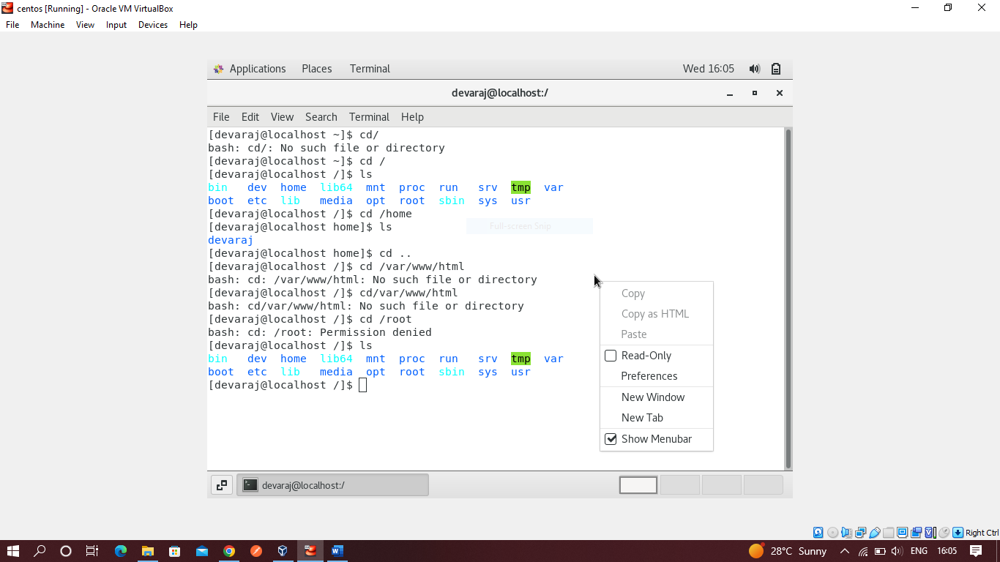 centos [Running] - Oracle VM VirtualBox
File Machine View Input Devices Help
Applications Places Terminal Wed 16:05
devaraj@localhost:/
File Edit View Search Terminal Help
[devaraj@localhost ~]$ cd/
bash: cd/: No such file or directory
[devaraj@localhost ~]$ cd /
[devaraj@localhost /]$ ls
bin dev home lib64 mnt proc run srv tmp var
boot etc lib media opt root sbin sys usr
[devaraj@localhost /]$ cd /home
[devaraj@localhost home]$ ls
Full-screen Snip
devaraj
[devaraj@localhost home]$ cd ..
[devaraj@localhost /]$ cd /var/www/html
bash: cd: /var/www/html: No such file or directory
[devaraj@localhost /]$ cd/var/www/html
bash: cd/var/www/html: No such file or directory
[devaraj@localhost /]$ cd /root
bash: cd: /root: Permission denied
[devaraj@localhost /]$ ls
bin dev home lib64 mnt proc run srv tmp var
boot etc lib media opt root sbin sys usr
[devaraj@localhost /]$
Copy
Copy as HTML
Paste
Read-Only
Preferences
New Window
New Tab
Show Menubar
devaraj@localhost:/
Right Ctrl
28°C Sunny ENG 16:05